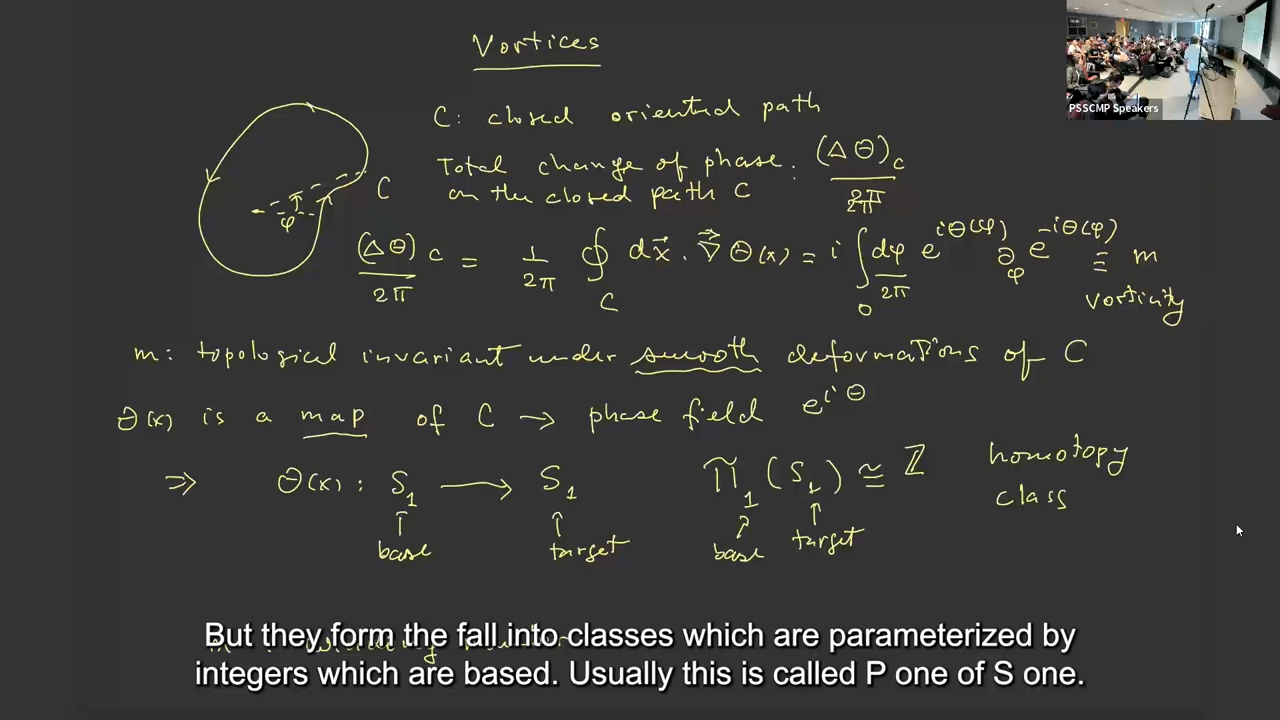 Vortices
PSSCMP Speakers
C: closed oriented path
Total change of phase: (Δθ)_C / 2π
on the closed path C
C
φ
(Δθ)_C / 2π = 1/2π ∮_C dx⃗ · ∇⃗ θ(x) = i ∫_0^2π dφ/2π e^{iθ(φ)} ∂_φ e^{-iθ(φ)} ≡ m
vorticity
m: topological invariant under smooth deformations of C
θ(x) is a map of C → phase field e^{iθ}
⇒ θ(x): S_1 ⟶ S_1 Π_1 (S_1) ≅ ℤ homotopy
class
↑ ↑ ↑ ↑
base target base target
But they form the fall into classes which are parameterized by
integers which are based. Usually this is called P one of S one.